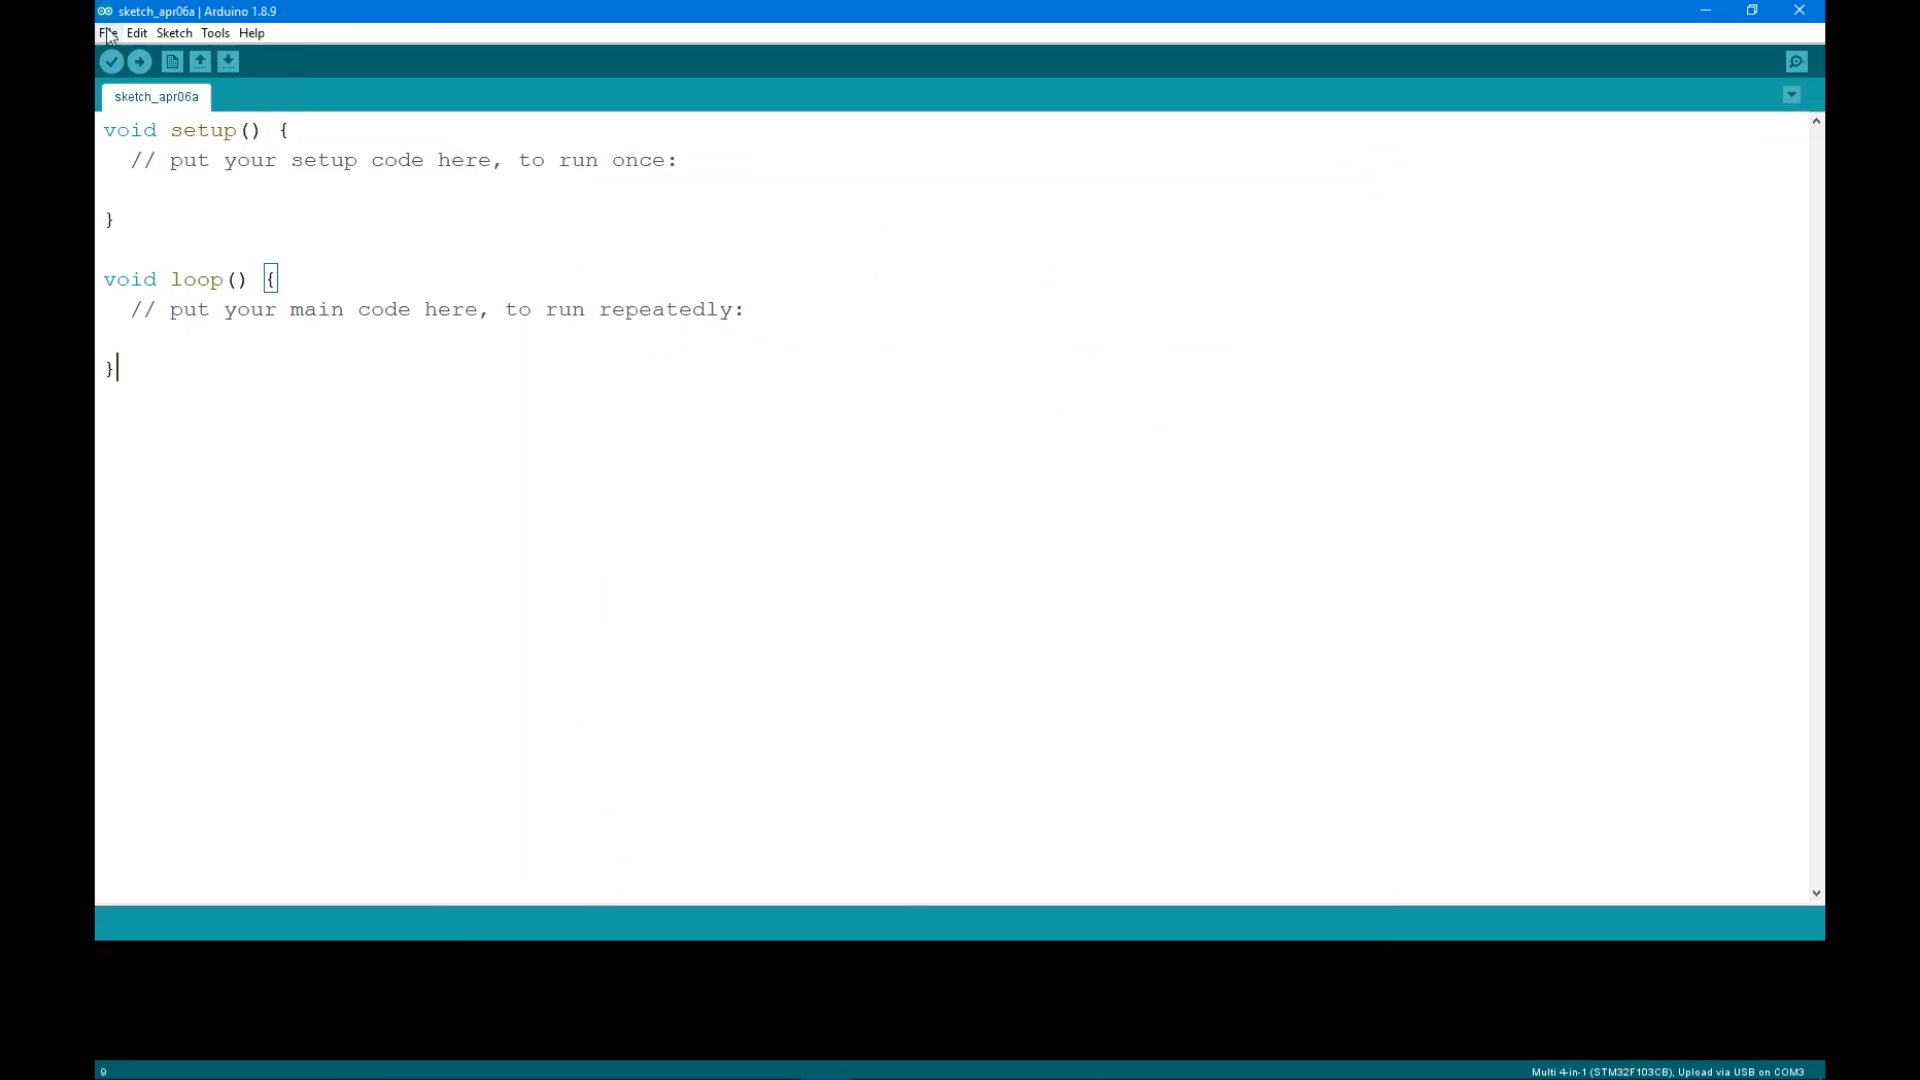 sketch_apr06a | Arduino 1.8.9
File Edit Sketch Tools Help
sketch_apr06a
void setup() {
  // put your setup code here, to run once:
}
void loop() {
  // put your main code here, to run repeatedly:
}
9
Multi 4-in-1 (STM32F103CB), Upload via USB on COM3